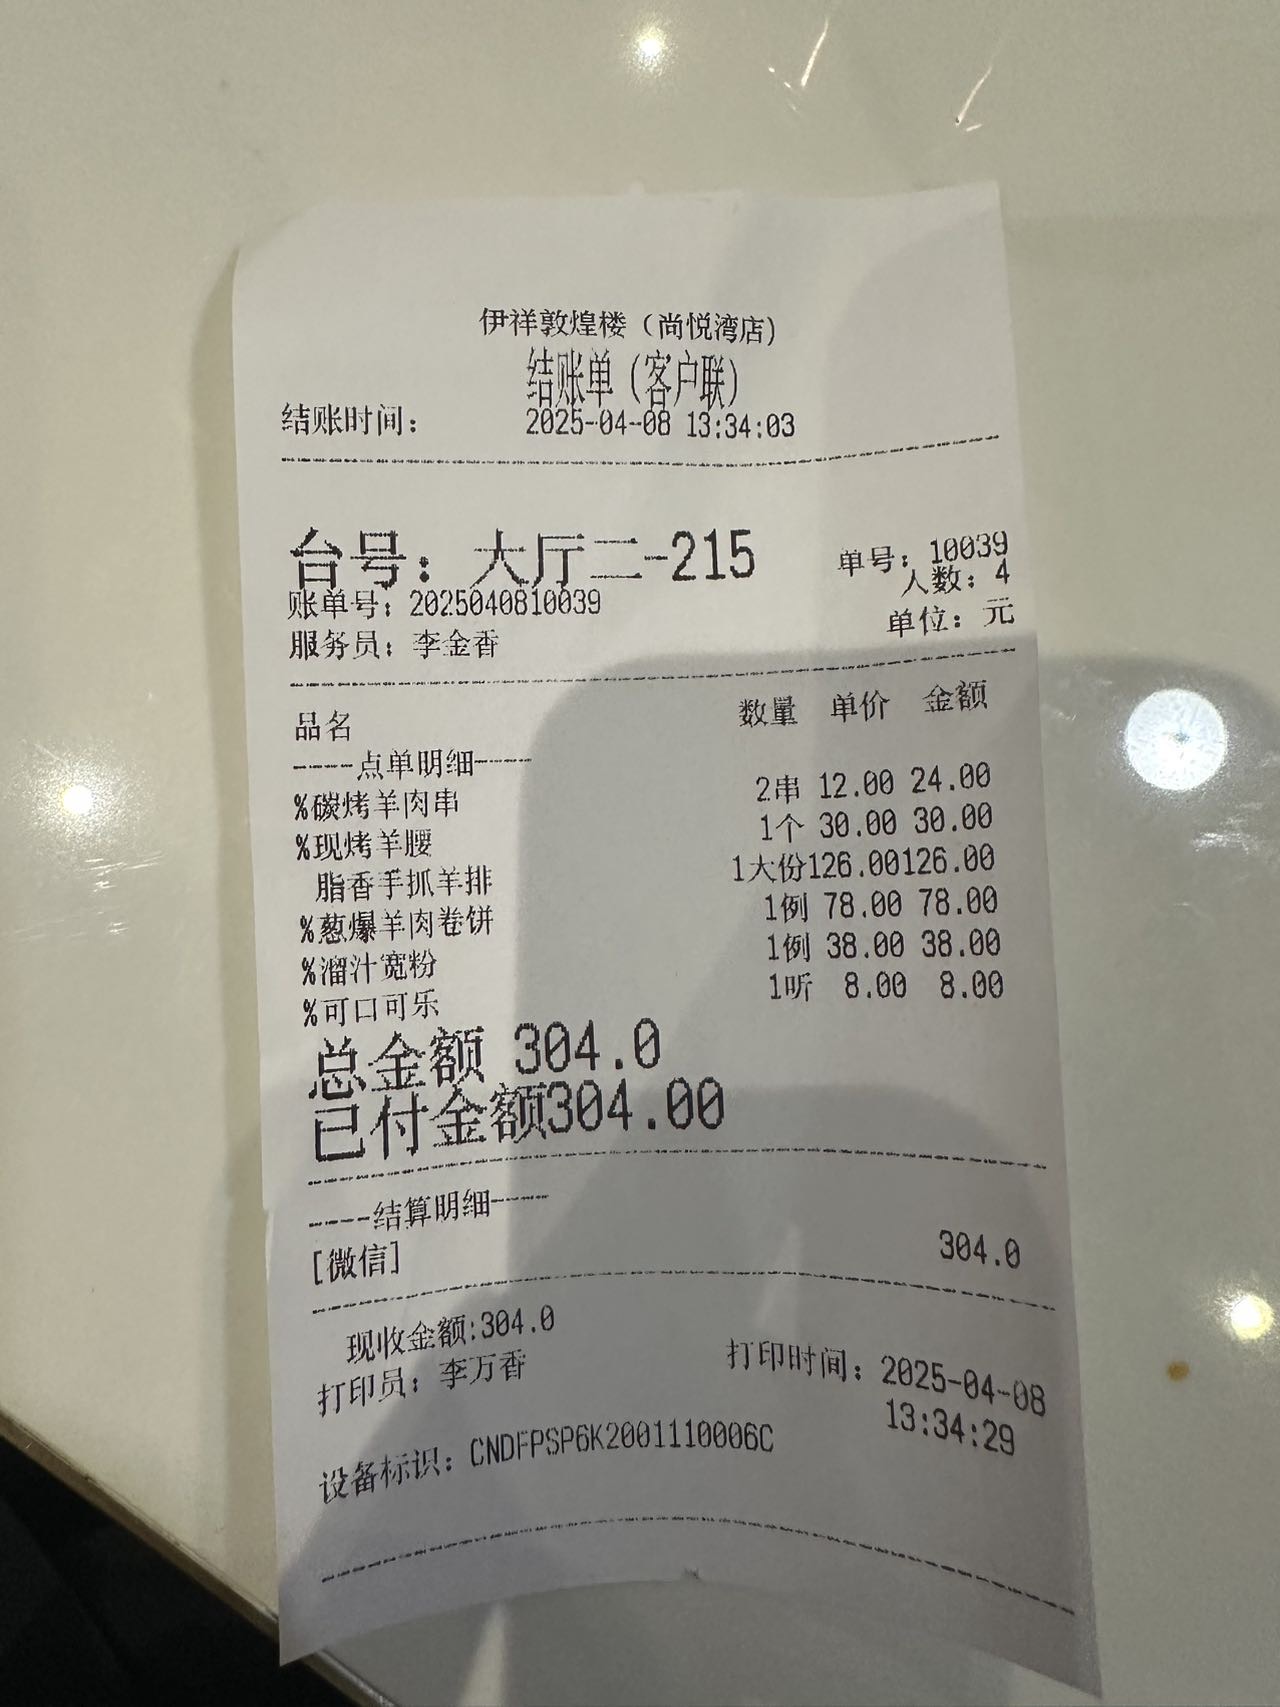 伊祥敦煌楼（尚悦湾店）
结账单（客户联）
结账时间： 2025-04-08 13:34:03
台号：大厅二-215 单号：10039
账单号：2025040810039 人数：4
服务员：李金香 单位：元
品名 数量 单价 金额
----点单明细----
%碳烤羊肉串 2串 12.00 24.00
%现烤羊腰 1个 30.00 30.00
脂香手抓羊排 1大份126.00126.00
%葱爆羊肉卷饼 1例 78.00 78.00
%溜汁宽粉 1例 38.00 38.00
%可口可乐 1听 8.00 8.00
总金额 304.0
已付金额304.00
----结算明细----
[微信] 304.0
现收金额:304.0
打印员：李万香 打印时间：2025-04-08
13:34:29
设备标识：CNDFPSP6K2001110006C